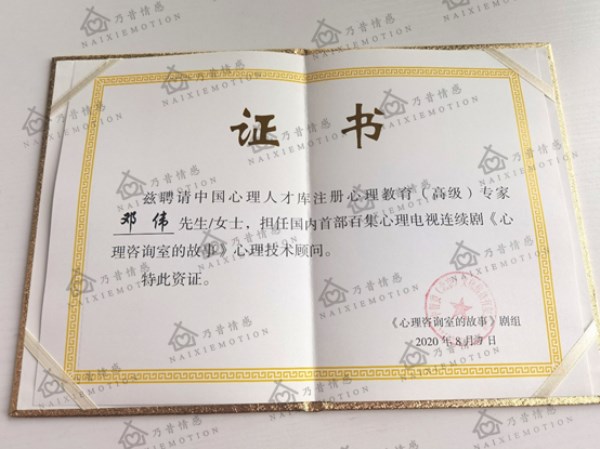 证书
兹聘请中国心理人才库注册心理教育(高级)专家
邓伟 先生/女士,担任国内首部百集心理电视连续剧《心
理咨询室的故事》心理技术顾问。
特此资证。
《心理咨询室的故事》剧组
2020年8月 日
乃昔情感
NAIXIEMOTION